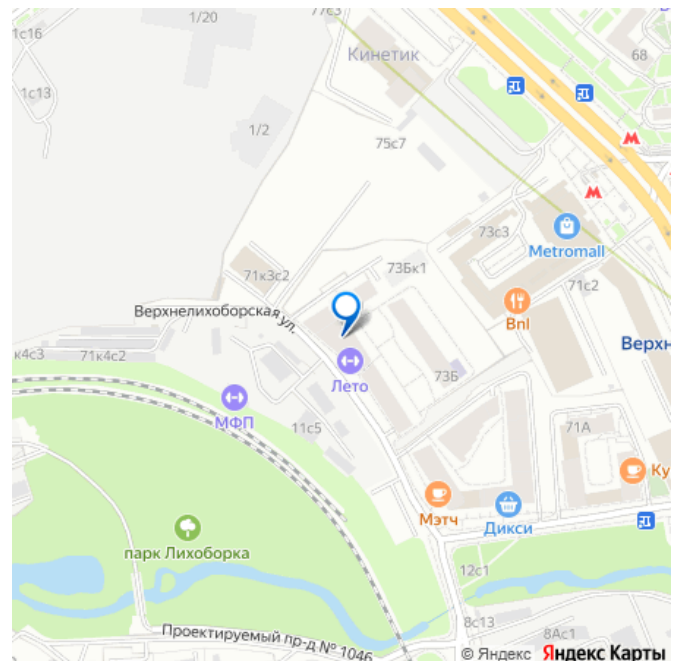 77с3
1/20
1с16
Кинетик
68
1с13
1/2
75с7
73с3
Metromall
73Бк1
71к3с2
71с2
Верхнелихоборская ул.
Bnl
Верхн
к4с3
71к4с2
Лето
73Б
МФП
11с5
71А
Ку
Мэтч
Дикси
парк Лихоборка
12с1
8с13
Проектируемый пр-д № 1046
8Ас1
© Яндекс Яндекс Карты